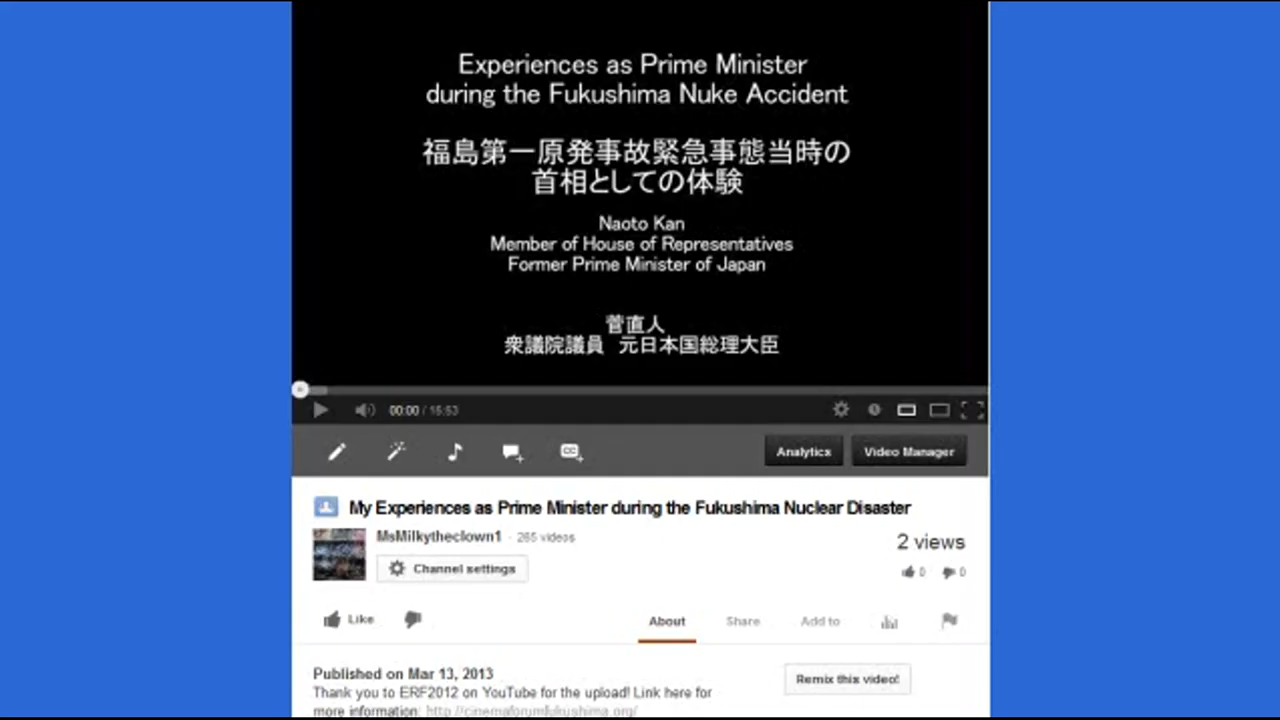 Experiences as Prime Minister
during the Fukushima Nuke Accident
福島第一原発事故緊急事態当時の
首相としての体験
Naoto Kan
Member of House of Representatives
Former Prime Minister of Japan
菅直人
衆議院議員 元日本国総理大臣
00:00 / 15:53
Analytics Video Manager
My Experiences as Prime Minister during the Fukushima Nuclear Disaster
MsMilkytheclown1 · 265 videos
2 views
Channel settings
0 0
Like About Share Add to
Published on Mar 13, 2013
Remix this video!
Thank you to ERF2012 on YouTube for the upload! Link here for
more information: http://cinemaforumfukushima.org/